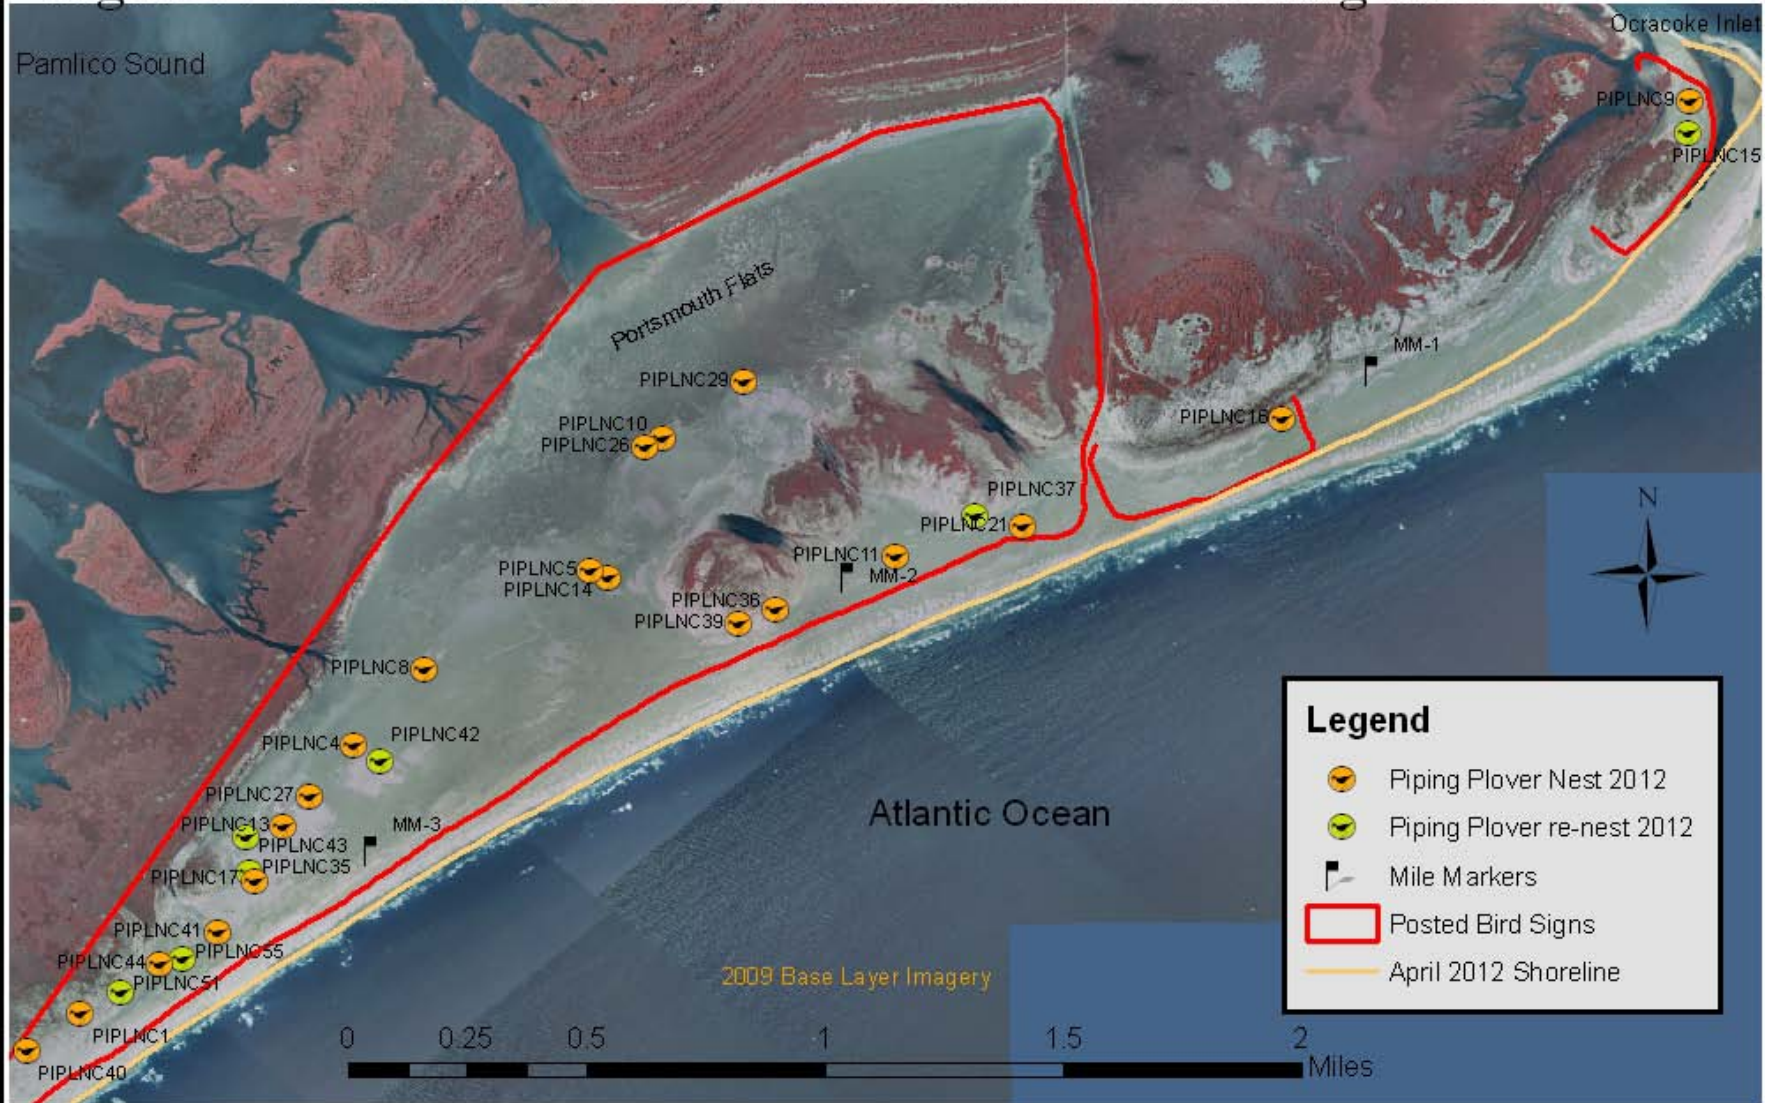 Ocracoke Inlet
Pamlico Sound
PIPLNC9
PIPLNC15
Portsmouth Flats
MM-1
PIPLNC29
PIPLNC16
PIPLNC10
PIPLNC26
PIPLNC37
PIPLNC21
PIPLNC11
MM-2
PIPLNC5
PIPLNC14
PIPLNC36
PIPLNC39
PIPLNC8
PIPLNC4
PIPLNC42
PIPLNC27
PIPLNC13
MM-3
PIPLNC43
PIPLNC35
PIPLNC17
PIPLNC41
PIPLNC55
PIPLNC44
PIPLNC51
PIPLNC1
PIPLNC40
N
Atlantic Ocean
2009 Base Layer Imagery
Legend
Piping Plover Nest 2012
Piping Plover re-nest 2012
Mile Markers
Posted Bird Signs
April 2012 Shoreline
0 0.25 0.5 1 1.5 2
Miles